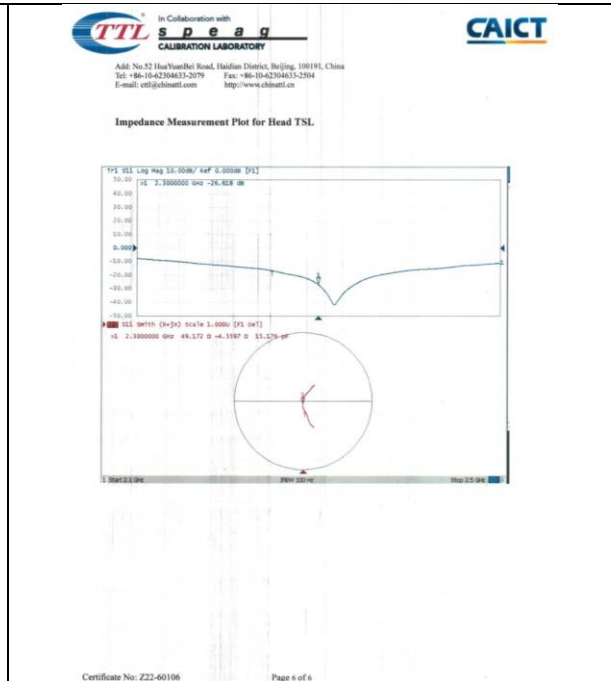 TTL
In Collaboration with
s p e a g
CALIBRATION LABORATORY
CAICT
Add: No.52 HuaYuanBei Road, Haidian District, Beijing, 100191, China
Tel: +86-10-62304633-2079 Fax: +86-10-62304633-2504
E-mail: cttl@chinattl.com http://www.chinattl.cn
Impedance Measurement Plot for Head TSL
Tr1 S11 Log Mag 10.00dB/ Ref 0.000dB [F1]
50.00
>1 2.3000000 GHz -26.618 dB
40.00
30.00
20.00
10.00
0.000
-10.00
-20.00
-30.00
-40.00
-50.00
S11 Smith (R+jX) Scale 1.000U [F1 Del]
>1 2.3000000 GHz 49.172 Ω -4.5597 Ω 15.176 pF
1 Start 2.1 GHz IFBW 100 Hz Stop 2.5 GHz
Certificate No: Z22-60106 Page 6 of 6